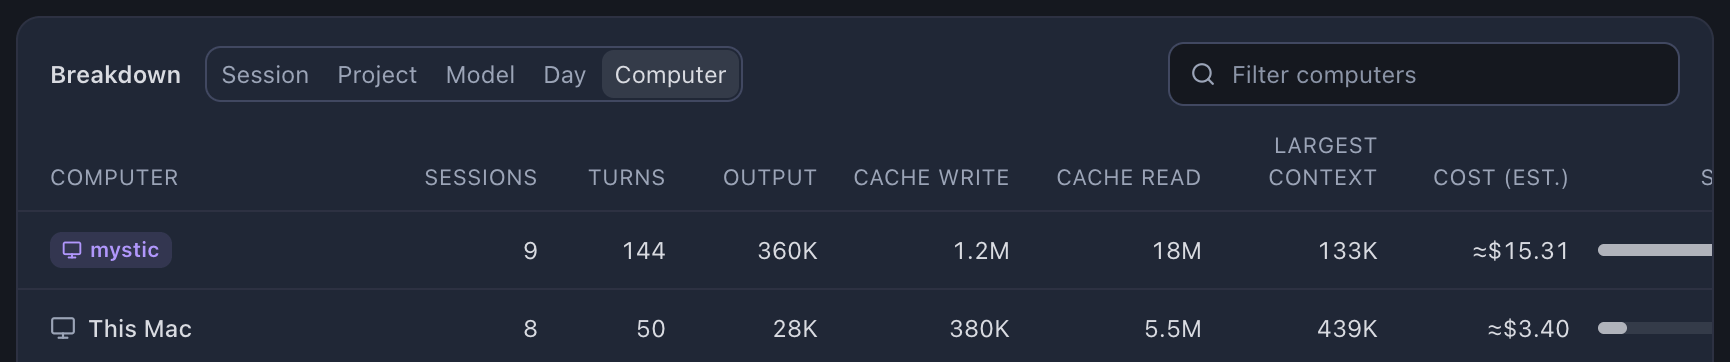 Breakdown Session Project Model Day Computer Filter computers
COMPUTER SESSIONS TURNS OUTPUT CACHE WRITE CACHE READ LARGEST CONTEXT COST (EST.) S
mystic 9 144 360K 1.2M 18M 133K ≈$15.31
This Mac 8 50 28K 380K 5.5M 439K ≈$3.40